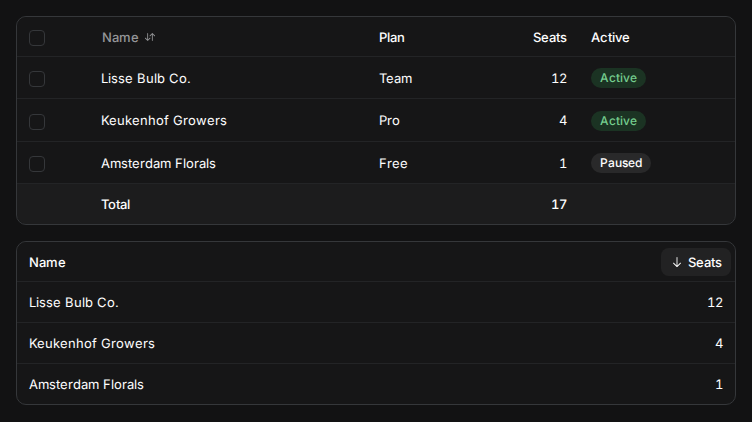 Name Plan Seats Active
Lisse Bulb Co. Team 12 Active
Keukenhof Growers Pro 4 Active
Amsterdam Florals Free 1 Paused
Total 17
Name ↓ Seats
Lisse Bulb Co. 12
Keukenhof Growers 4
Amsterdam Florals 1